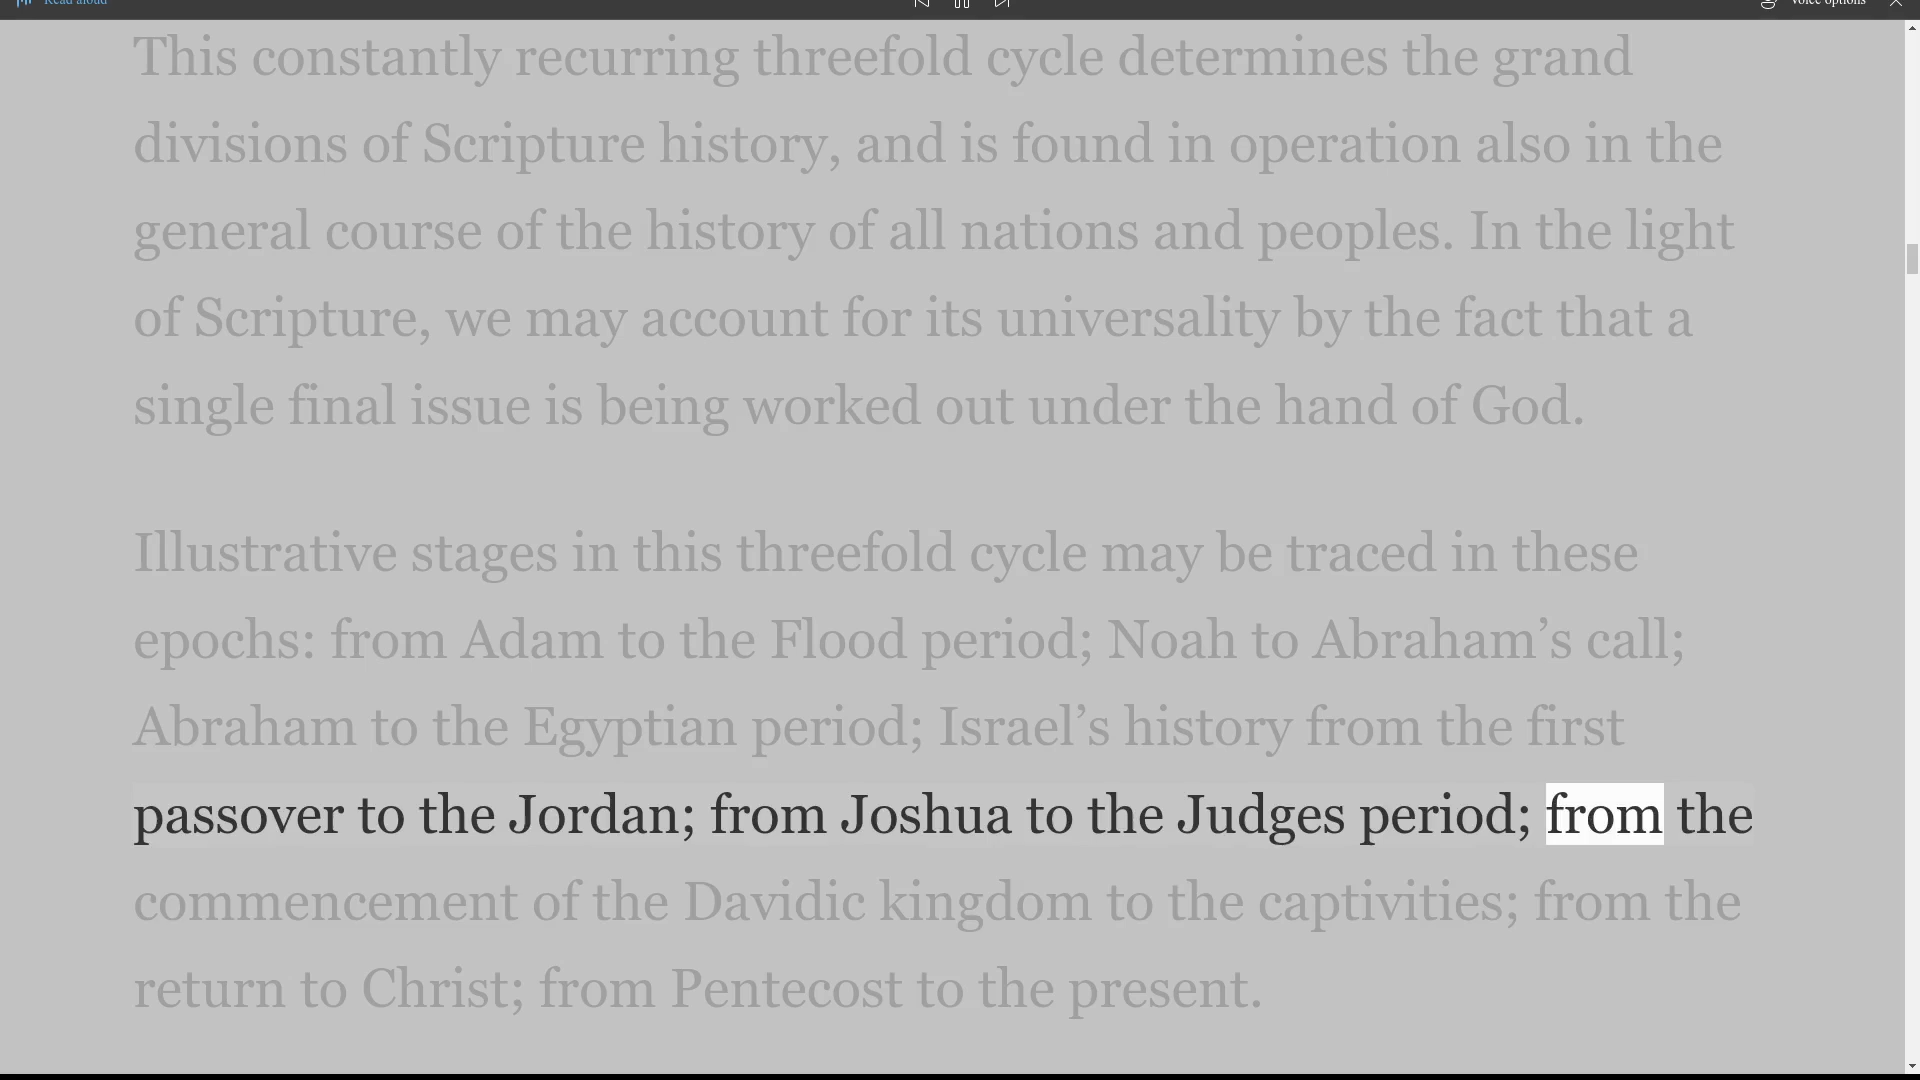 Read aloud
Voice options
This constantly recurring threefold cycle determines the grand
divisions of Scripture history, and is found in operation also in the
general course of the history of all nations and peoples. In the light
of Scripture, we may account for its universality by the fact that a
single final issue is being worked out under the hand of God.
Illustrative stages in this threefold cycle may be traced in these
epochs: from Adam to the Flood period; Noah to Abraham’s call;
Abraham to the Egyptian period; Israel’s history from the first
passover to the Jordan; from Joshua to the Judges period; from the
commencement of the Davidic kingdom to the captivities; from the
return to Christ; from Pentecost to the present.